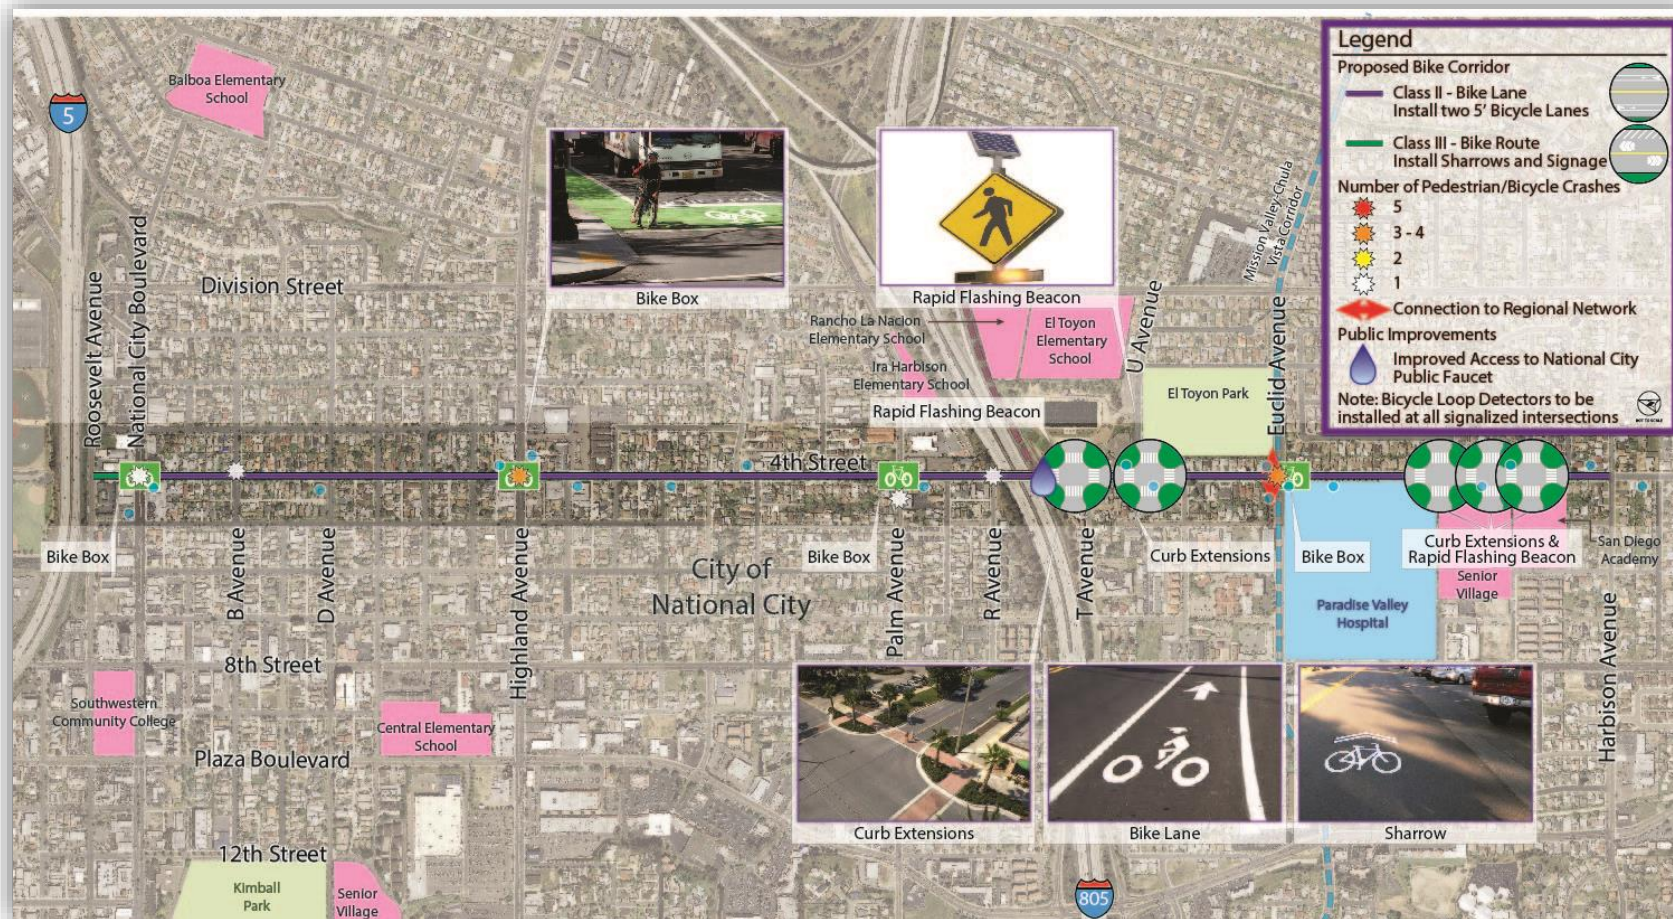 Legend
Proposed Bike Corridor
Class II - Bike Lane
Install two 5' Bicycle Lanes
Class III - Bike Route
Install Sharrows and Signage
Number of Pedestrian/Bicycle Crashes
5
3 - 4
2
1
Connection to Regional Network
Public Improvements
Improved Access to National City
Public Faucet
Note: Bicycle Loop Detectors to be
installed at all signalized intersections
NOT TO SCALE
Balboa Elementary
School
5
Bike Box
Rapid Flashing Beacon
Mission Valley-Chula
Vista Corridor
Roosevelt Avenue
National City Boulevard
Division Street
Rancho La Nacion
Elementary School
El Toyon
Elementary
School
U Avenue
Ira Harbison
Elementary School
Rapid Flashing Beacon
El Toyon Park
Euclid Avenue
4th Street
Bike Box
B Avenue
D Avenue
Highland Avenue
City of
National City
Bike Box
Palm Avenue
R Avenue
T Avenue
Curb Extensions
Bike Box
Curb Extensions &
Rapid Flashing Beacon
San Diego
Academy
Senior
Village
Paradise Valley
Hospital
Harbison Avenue
8th Street
Southwestern
Community College
Central Elementary
School
Plaza Boulevard
Curb Extensions
Bike Lane
Sharrow
12th Street
Kimball
Park
Senior
Village
805